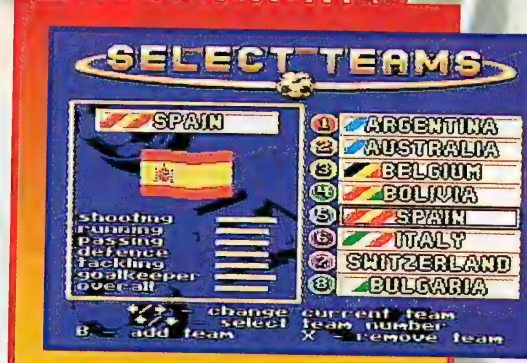 SELECT TEAMS
SPAIN
shooting
running
passing
defence
tackling
goalkeeper
overall
1 ARGENTINA
2 AUSTRALIA
3 BELGIUM
4 BOLIVIA
5 SPAIN
6 ITALY
7 SWITZERLAND
8 BULGARIA
change current team
select team number
B - add team X - remove team